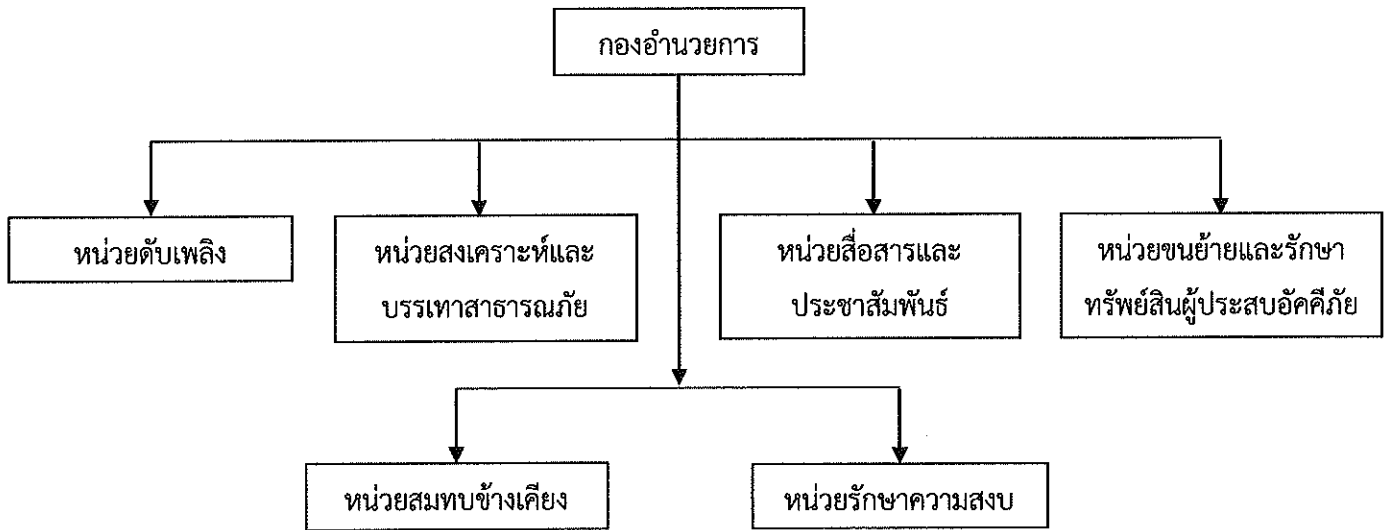 กองอำนวยการ
หน่วยดับเพลิง
หน่วยสงเคราะห์และ
บรรเทาสาธารณภัย
หน่วยสื่อสารและ
ประชาสัมพันธ์
หน่วยขนย้ายและรักษา
ทรัพย์สินผู้ประสบอัคคีภัย
หน่วยสมทบข้างเคียง
หน่วยรักษาความสงบ